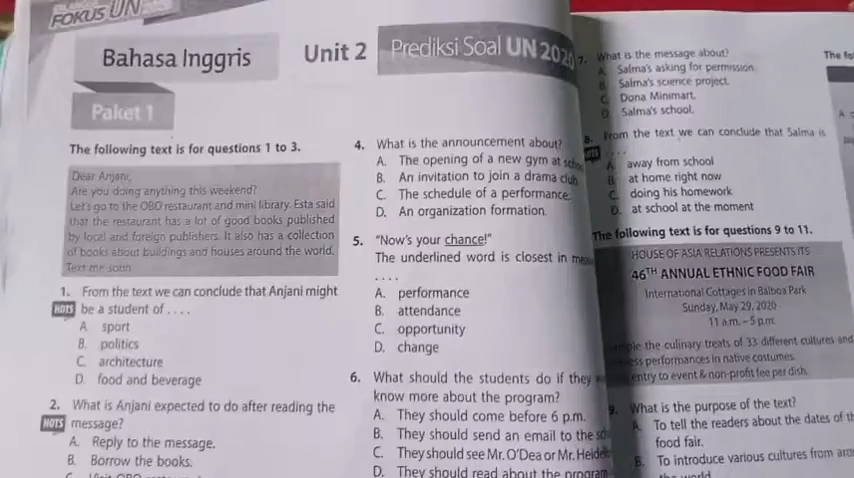 FOKUS UN
Bahasa Inggris
Unit 2 Prediksi Soal UN 2020
Paket 1
The following text is for questions 1 to 3.
Dear Anjani,
Are you doing anything this weekend?
Let's go to the OBD restaurant and mini library. Esta said
that the restaurant has a lot of good books published
by local and foreign publishers. It also has a collection
of books about buildings and houses around the world.
Text me soon
1. From the text we can conclude that Anjani might
HOTS be a student of . . . .
A. sport
B. politics
C. architecture
D. food and beverage
2. What is Anjani expected to do after reading the
HOTS message?
A. Reply to the message.
B. Borrow the books.
4. What is the announcement about?
A. The opening of a new gym at
B. An invitation to join a drama club
C. The schedule of a performance.
D. An organization formation.
5. "Now's your chance!"
The underlined word is closest in
. . . .
A. performance
B. attendance
C. opportunity
D. change
6. What should the students do if they
know more about the program?
A. They should come before 6 p.m.
B. They should send an email to the
C. They should see Mr. O'Dea or Mr.
D. They should read about the program
7. What is the message about?
A. Salma's asking for permission.
B. Salma's science project.
C. Dona Minimart.
D. Salma's school.
8. From the text we can conclude that Salma is
. . . .
A. away from school
B. at home right now
C. doing his homework
D. at school at the moment
The following text is for questions 9 to 11.
HOUSE OF ASIA RELATIONS PRESENTS ITS
46TH ANNUAL ETHNIC FOOD FAIR
International Cottages in Balboa Park
Sunday, May 29, 2020
11 a.m. – 5 p.m.
the culinary treats of 33 different cultures and
performances in native costumes.
entry to event & non-profit fee per dish.
9. What is the purpose of the text?
A. To tell the readers about the dates of
food fair.
B. To introduce various cultures from
the world
The